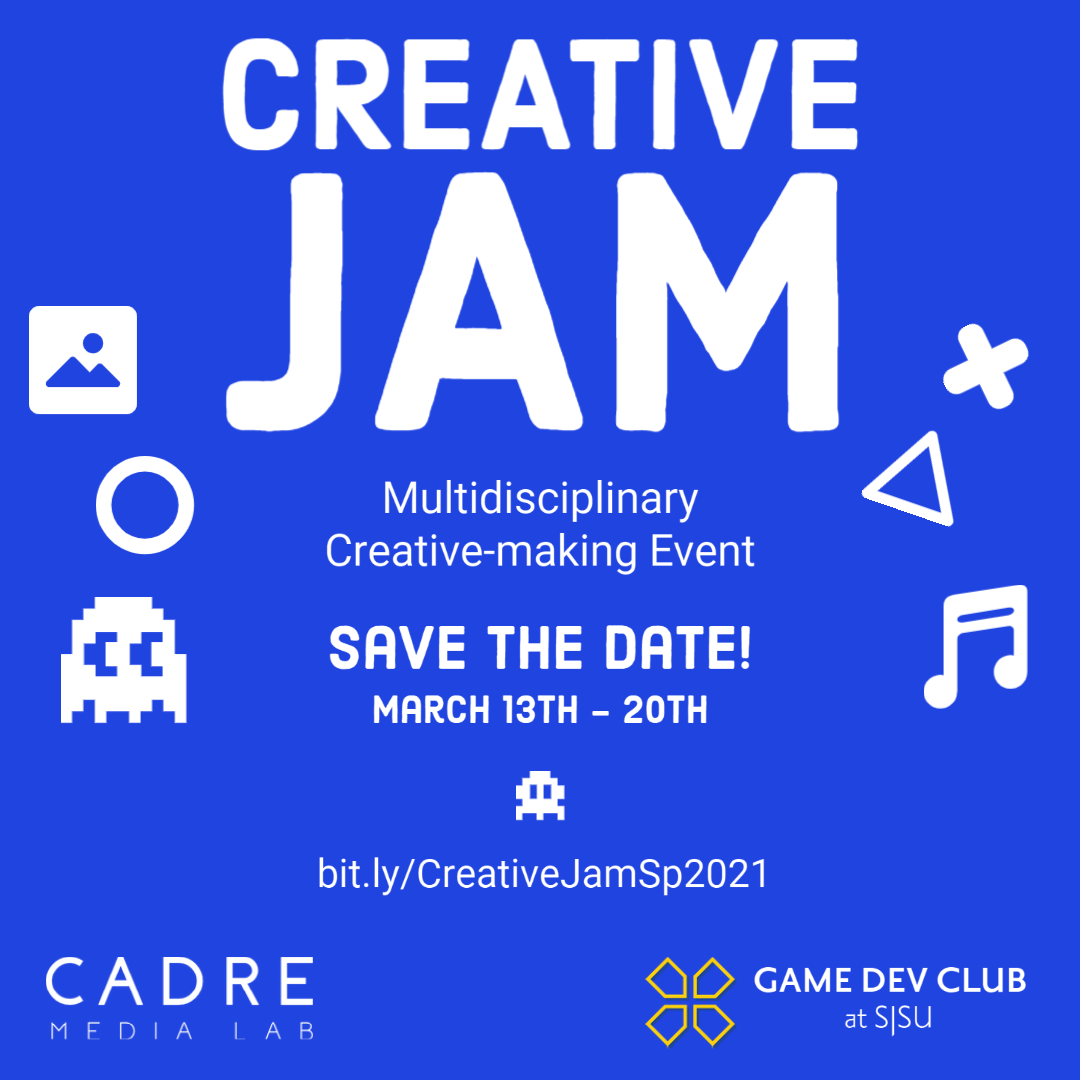 CREATIVE
JAM
Multidisciplinary
Creative-making Event
SAVE THE DATE!
MARCH 13TH – 20TH
bit.ly/CreativeJamSp2021
CADRE
MEDIA LAB
GAME DEV CLUB
at SJSU